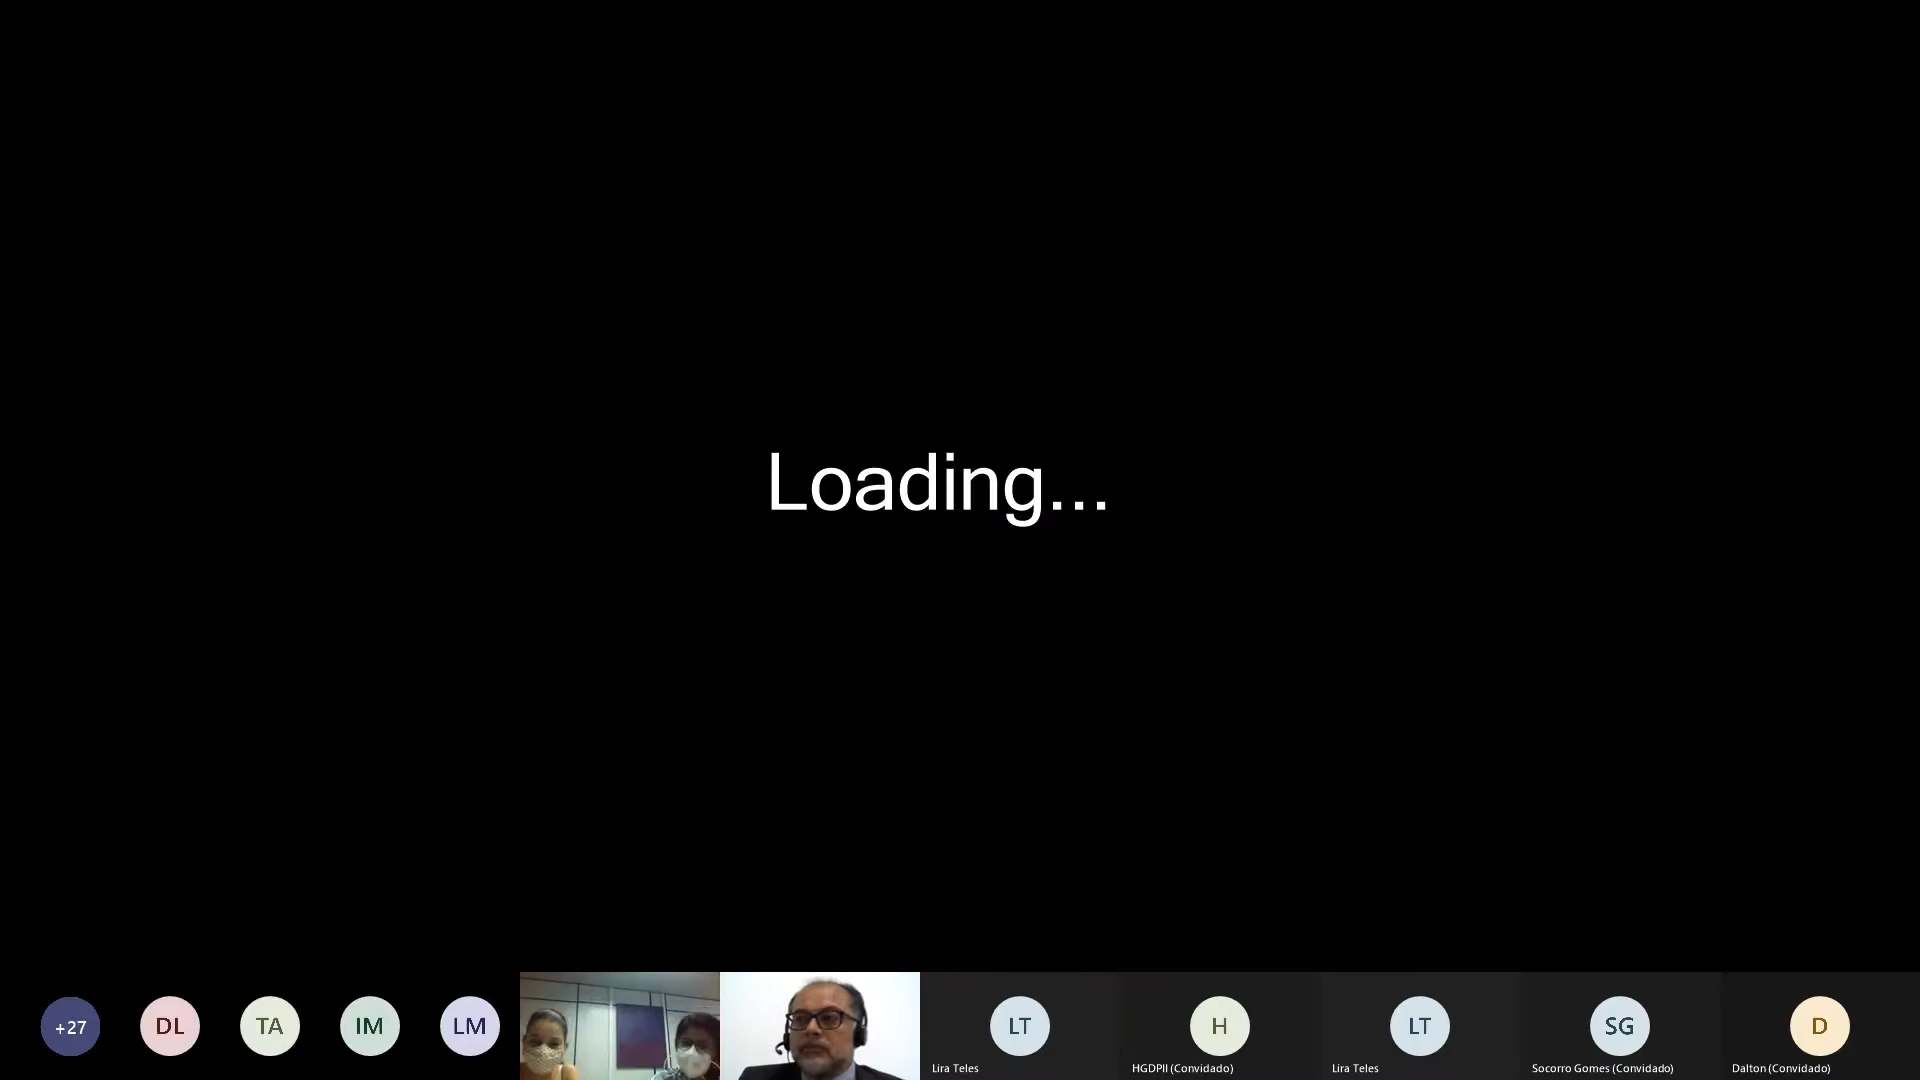 Loading...
+27
DL
TA
IM
LM
LT
H
LT
SG
D
Lira Teles
HGDPII (Convidado)
Lira Teles
Socorro Gomes (Convidado)
Dalton (Convidado)